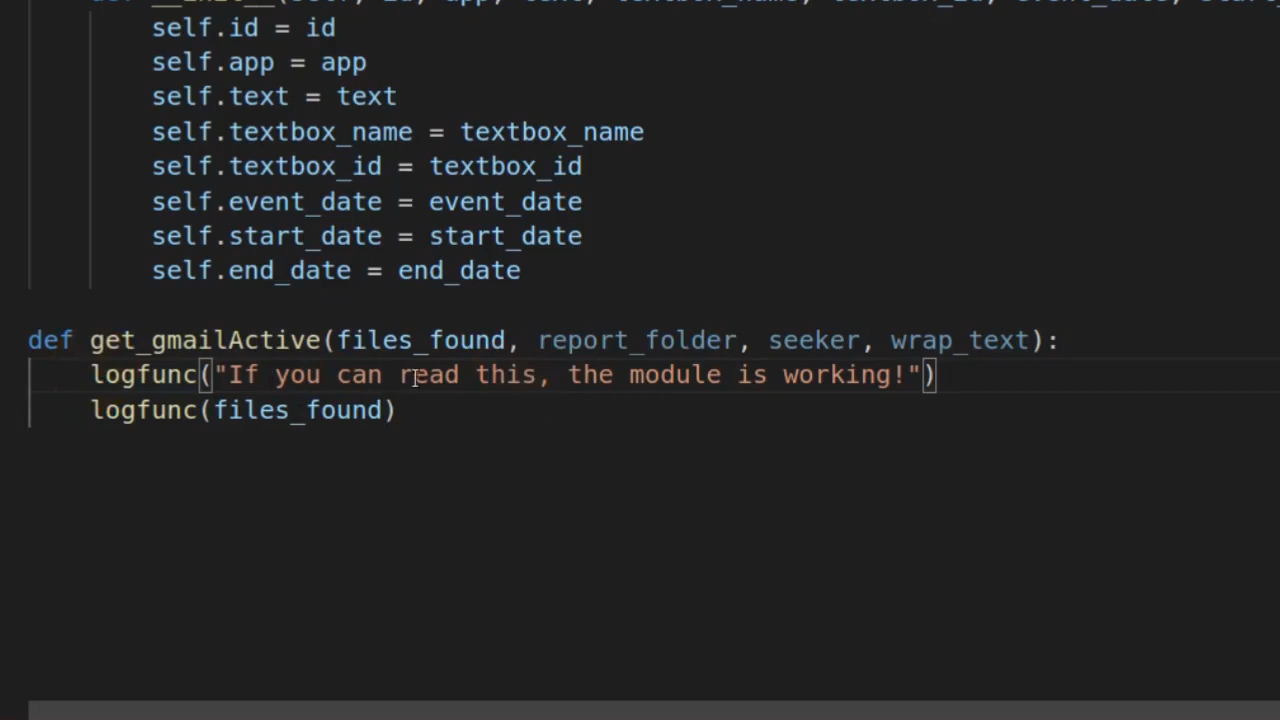 self.id = id
self.app = app
self.text = text
self.textbox_name = textbox_name
self.textbox_id = textbox_id
self.event_date = event_date
self.start_date = start_date
self.end_date = end_date
def get_gmailActive(files_found, report_folder, seeker, wrap_text):
logfunc("If you can read this, the module is working!")
logfunc(files_found)